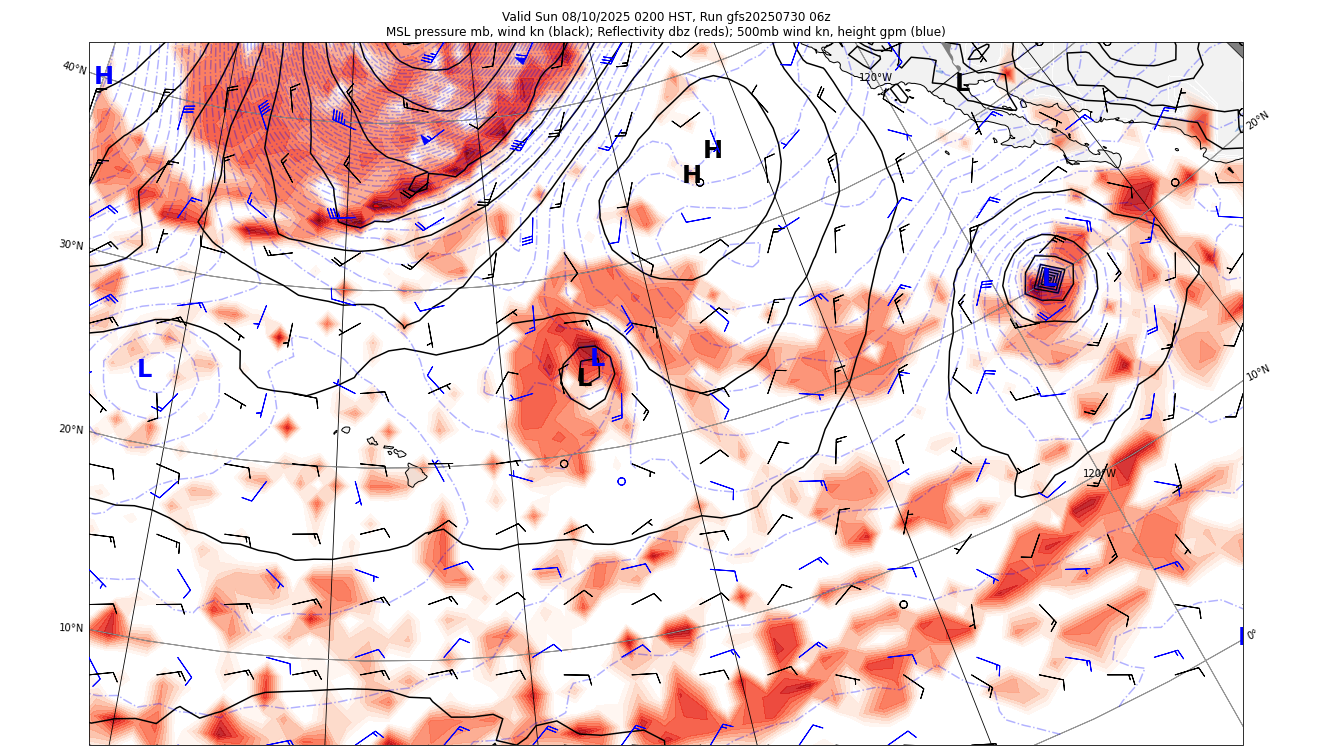 Valid Sun 08/10/2025 0200 HST, Run gfs20250730 06z
MSL pressure mb, wind kn (black); Reflectivity dbz (reds); 500mb wind kn, height gpm (blue)
40°N
H
120°W
L
20°N
H
H
30°N
L
L
L
10°N
20°N
120°W
10°N
0°